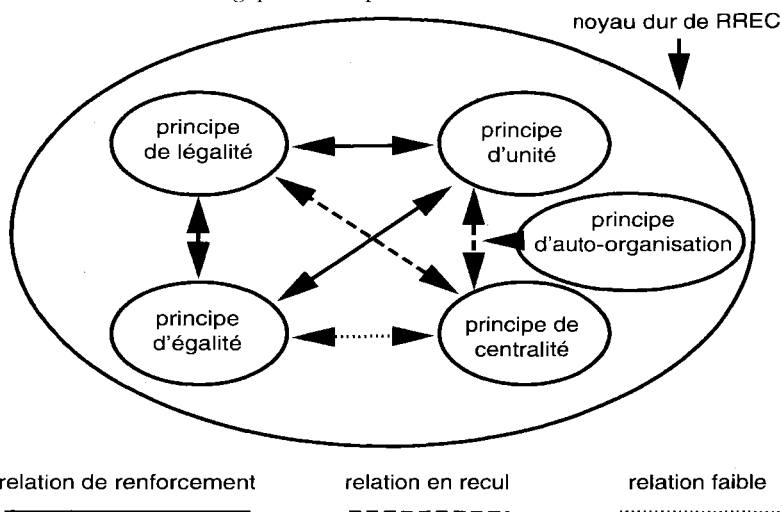 noyau dur de RREC
principe
de légalité
principe
d'unité
principe
d'auto-organisation
principe
d'égalité
principe de
centralité
relation de renforcement
relation en recul
relation faible